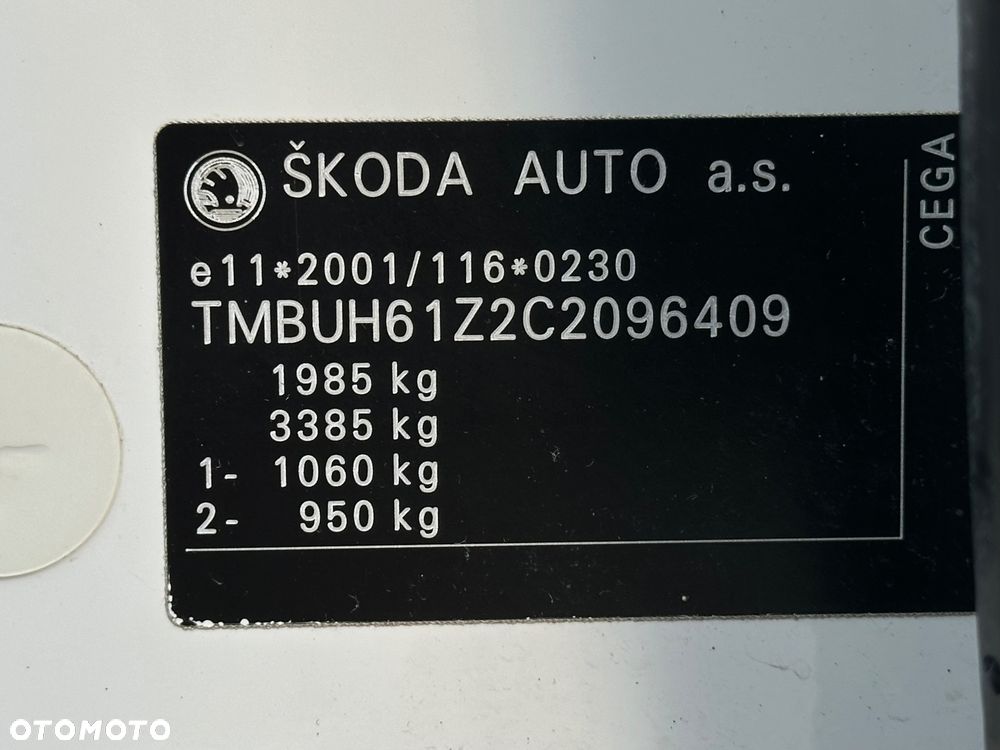 ŠKODA AUTO a.s.
e11*2001/116*0230
TMBUH61Z2C2096409
1985 kg
3385 kg
1- 1060 kg
2- 950 kg
CEGA
OTOMOTO